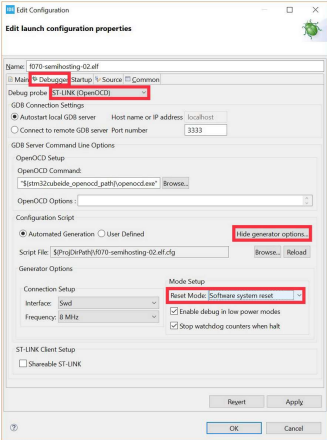 IDE Edit Configuration
Edit launch configuration properties
Name: f070-semihosting-02.elf
Main Debugger Startup Source Common
Debug probe ST-LINK (OpenOCD)
GDB Connection Settings
Autostart local GDB server Host name or IP address localhost
Connect to remote GDB server Port number 3333
GDB Server Command Line Options
OpenOCD Setup
OpenOCD Command:
"${stm32cubeide_openocd_path}\openocd.exe" Browse...
OpenOCD Options :
Configuration Script
Automated Generation User Defined Hide generator options...
Script File: ${ProjDirPath}\f070-semihosting-02.elf.cfg Browse... Reload
Generator Options
Connection Setup Mode Setup
Interface: Swd Reset Mode: Software system reset
Frequency: 8 MHz Enable debug in low power modes
Stop watchdog counters when halt
ST-LINK Client Setup
Shareable ST-LINK
Revert Apply
? OK Cancel